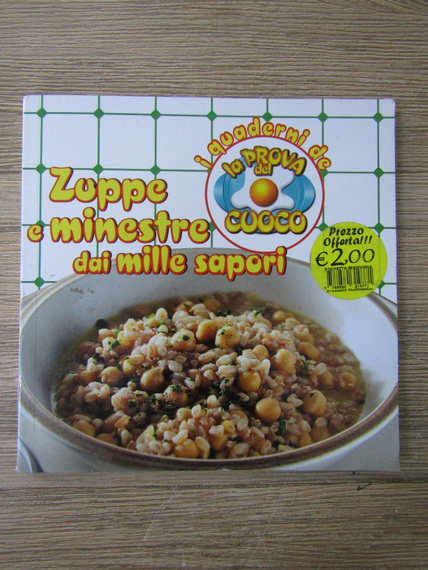 i quaderni de
la PROVA
del
CUOCO
Zuppe
e minestre
dai mille sapori
Prezzo
Offerta!!!
€ 2,00